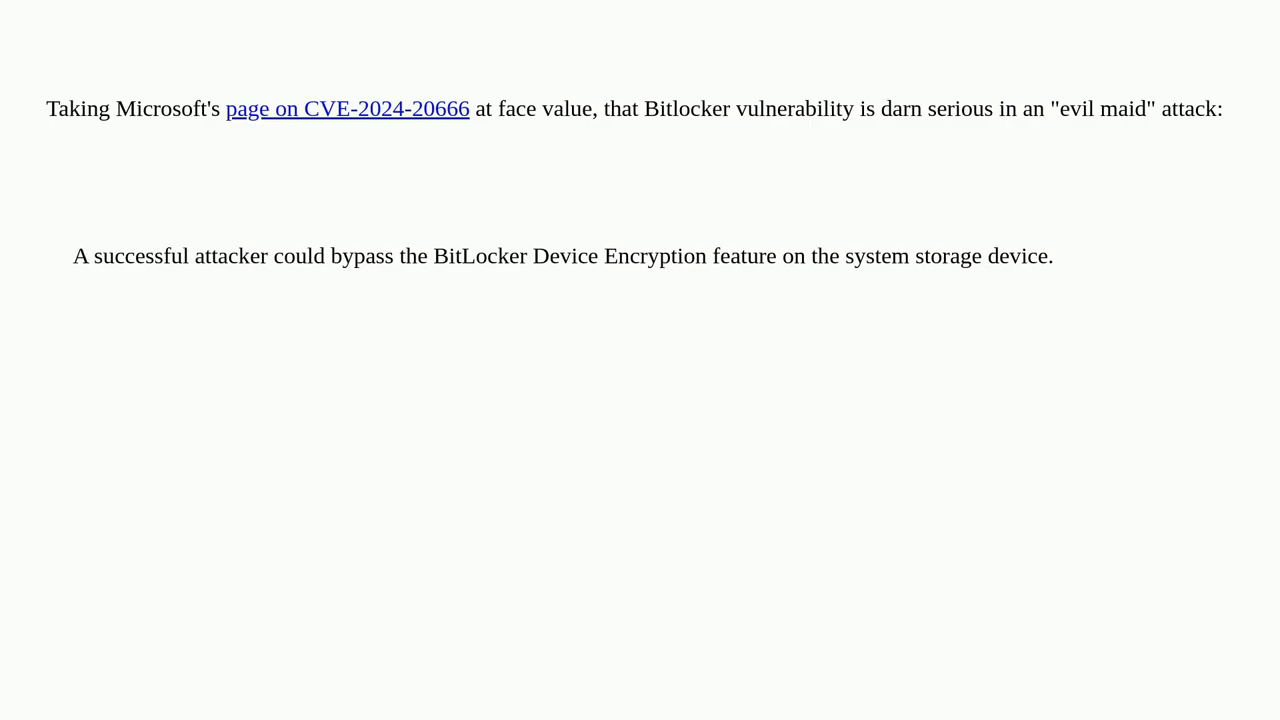 Taking Microsoft's page on CVE-2024-20666 at face value, that Bitlocker vulnerability is darn serious in an "evil maid" attack:
A successful attacker could bypass the BitLocker Device Encryption feature on the system storage device.